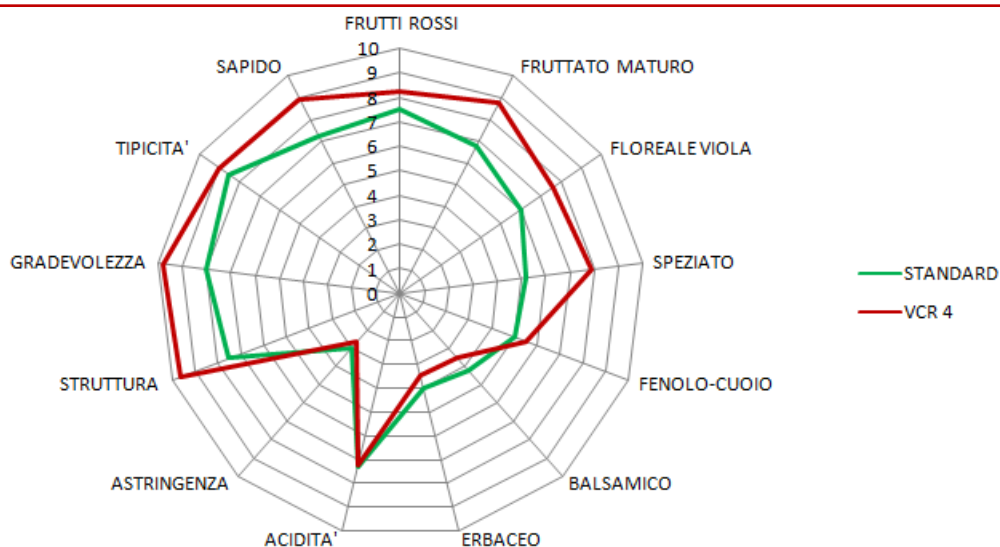 FRUTTI ROSSI
FRUTTATO MATURO
FLOREALE VIOLA
SPEZIATO
FENOLO-CUOIO
BALSAMICO
ERBACEO
ACIDITA'
ASTRINGENZA
STRUTTURA
GRADEVOLEZZA
TIPICITA'
SAPIDO
10
9
8
7
6
5
4
3
2
1
0
STANDARD
VCR 4